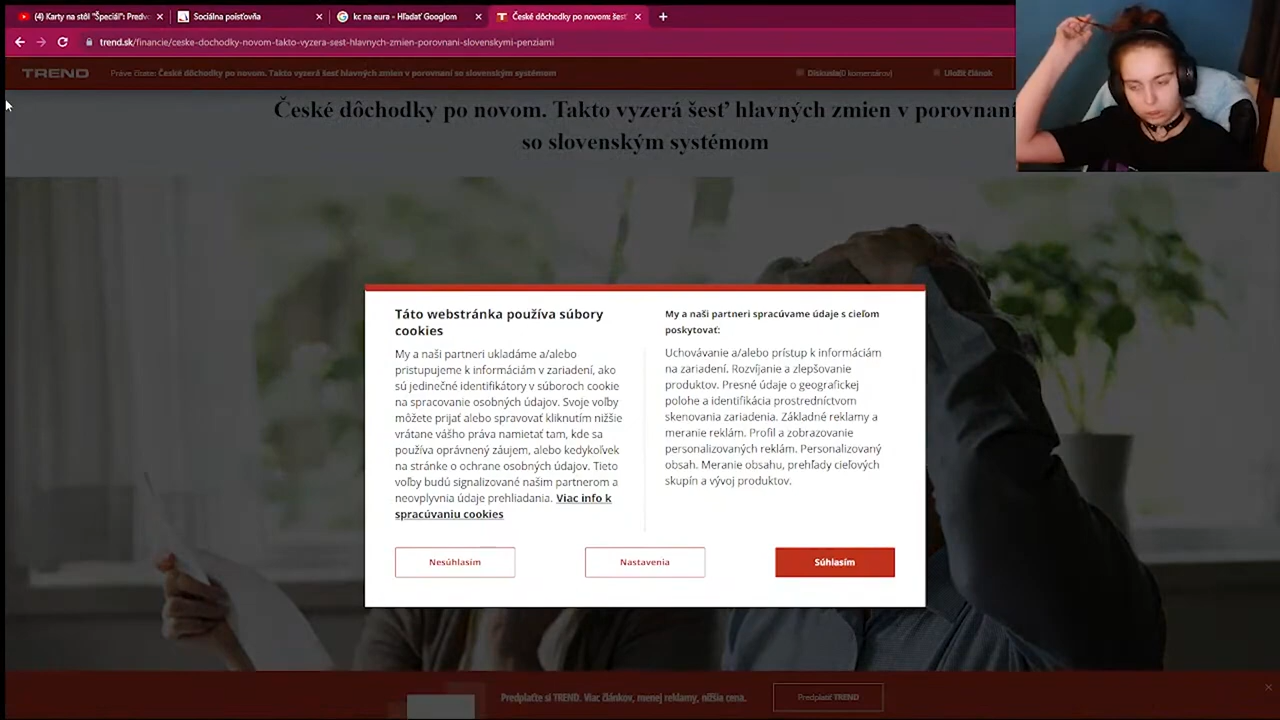 (4) Karty na stôl "Špeciál": Predvo
Sociálna poisťovňa
kc na eura - Hľadať Googlom
České dôchodky po novom: šesť
trend.sk/financie/ceske-dochodky-novom-takto-vyzera-sest-hlavnych-zmien-porovnani-slovenskymi-penziami
TREND
Práve čítate: České dôchodky po novom. Takto vyzerá šesť hlavných zmien v porovnaní so slovenským systémom
Diskusia(0 komentárov)
Uložiť článok
České dôchodky po novom. Takto vyzerá šesť hlavných zmien v porovnaní
so slovenským systémom
Táto webstránka používa súbory
cookies
My a naši partneri ukladáme a/alebo
pristupujeme k informáciám v zariadení, ako
sú jedinečné identifikátory v súboroch cookie
na spracovanie osobných údajov. Svoje voľby
môžete prijať alebo spravovať kliknutím nižšie
vrátane vášho práva namietať tam, kde sa
používa oprávnený záujem, alebo kedykoľvek
na stránke o ochrane osobných údajov. Tieto
voľby budú signalizované našim partnerom a
neovplyvnia údaje prehliadania. Viac info k
spracúvaniu cookies
My a naši partneri spracúvame údaje s cieľom
poskytovať:
Uchovávanie a/alebo prístup k informáciám
na zariadení. Rozvíjanie a zlepšovanie
produktov. Presné údaje o geografickej
polohe a identifikácia prostredníctvom
skenovania zariadenia. Základné reklamy a
meranie reklám. Profil a zobrazovanie
personalizovaných reklám. Personalizovaný
obsah. Meranie obsahu, prehľady cieľových
skupín a vývoj produktov.
Nesúhlasím
Nastavenia
Súhlasím
Predplaťte si TREND. Viac článkov, menej reklamy, nižšia cena.
Predplatiť TREND